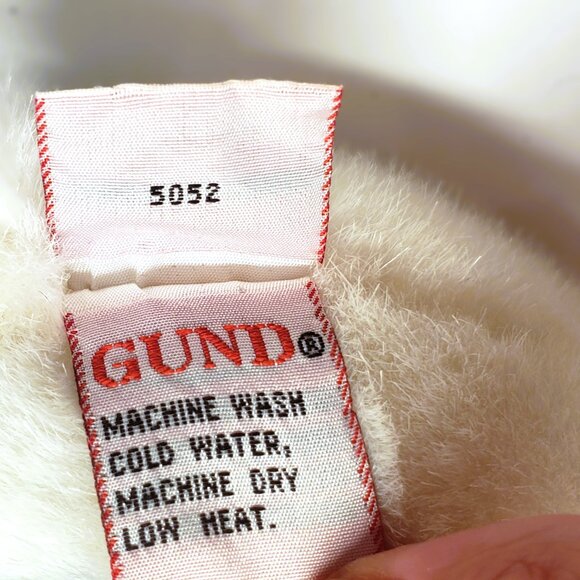 5052
GUND®
MACHINE WASH
COLD WATER,
MACHINE DRY
LOW HEAT.